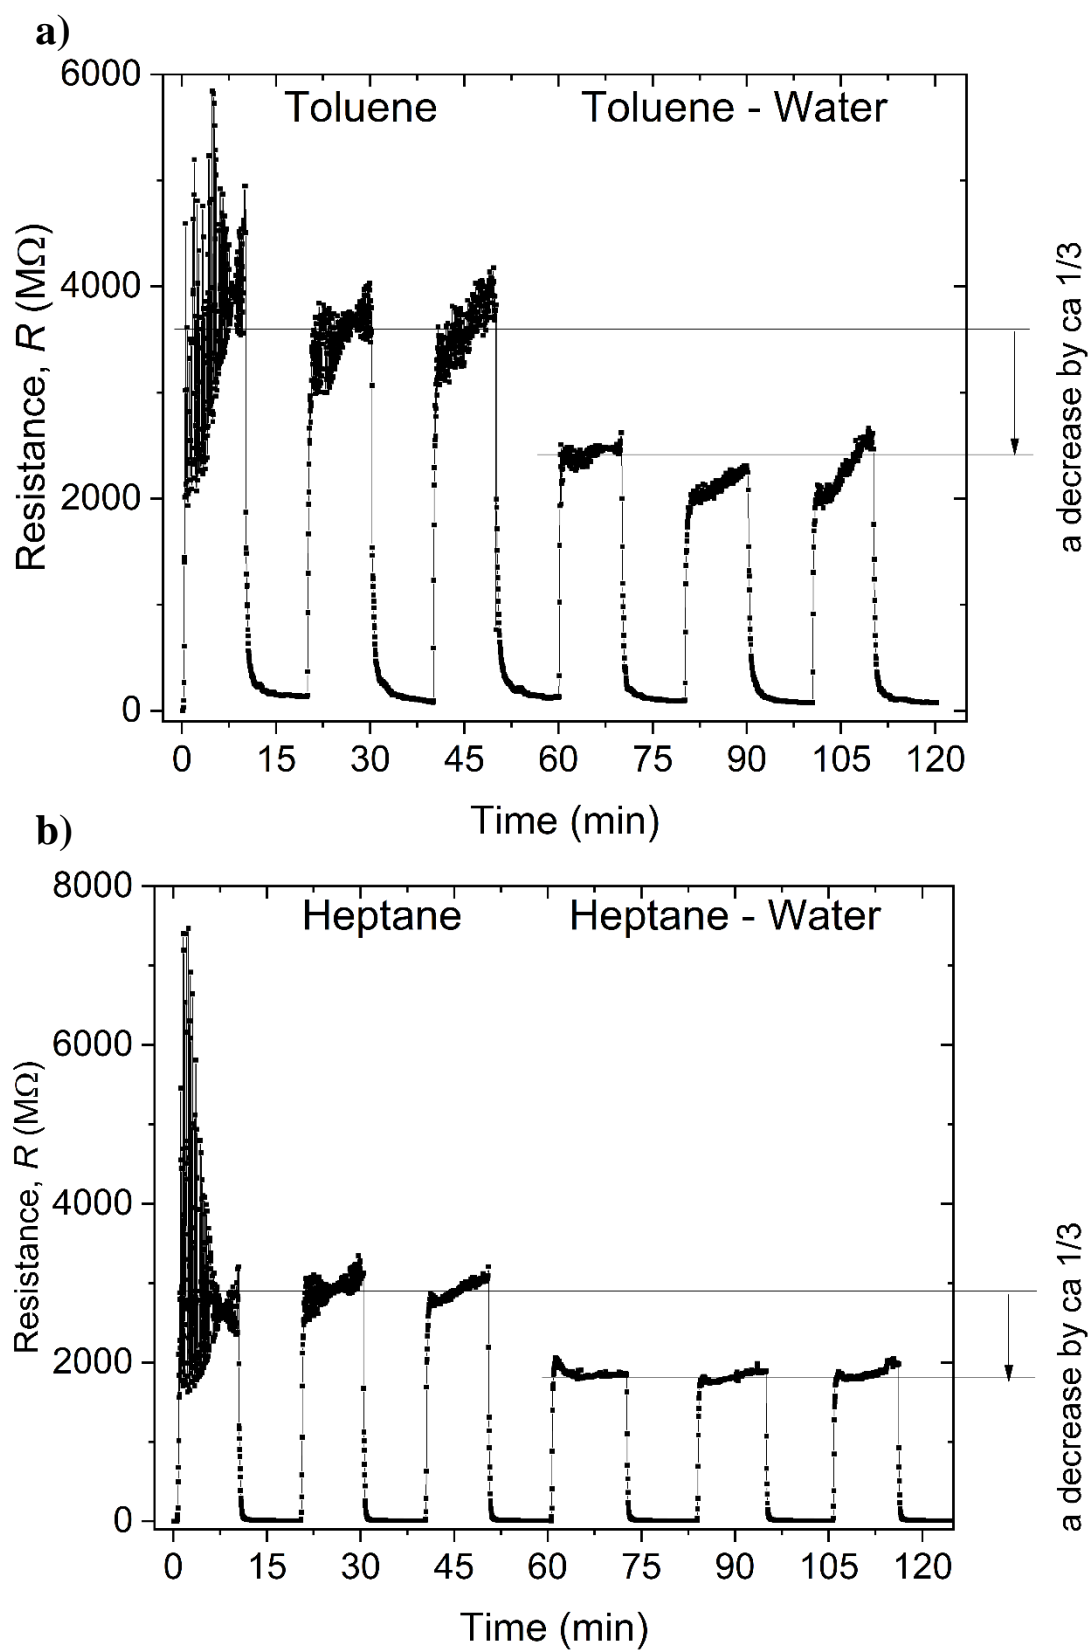 a)
Toluene
Toluene - Water
6000
4000
2000
0
Resistance, R (MΩ)
a decrease by ca 1/3
0 15 30 45 60 75 90 105 120
Time (min)
b)
Heptane
Heptane - Water
8000
6000
4000
2000
0
Resistance, R (MΩ)
a decrease by ca 1/3
0 15 30 45 60 75 90 105 120
Time (min)